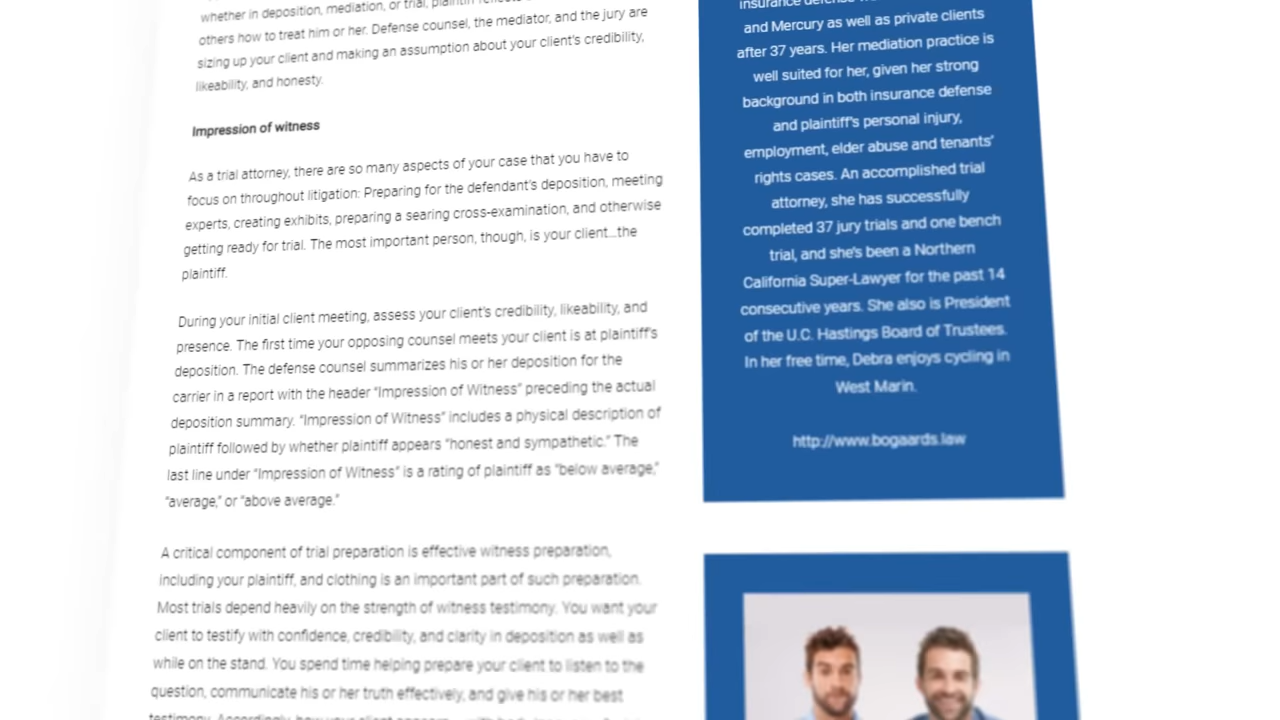 whether in deposition, mediation, or trial, plaintiff
others how to treat him or her. Defense counsel, the mediator, and the jury are
sizing up your client and making an assumption about your client's credibility,
likeability, and honesty.
Impression of witness
As a trial attorney, there are so many aspects of your case that you have to
focus on throughout litigation: Preparing for the defendant's deposition, meeting
experts, creating exhibits, preparing a searing cross-examination, and otherwise
getting ready for trial. The most important person, though, is your client...the
plaintiff.
During your initial client meeting, assess your client's credibility, likeability, and
presence. The first time your opposing counsel meets your client is at plaintiff's
deposition. The defense counsel summarizes his or her deposition for the
carrier in a report with the header "Impression of Witness" preceding the actual
deposition summary. "Impression of Witness" includes a physical description of
plaintiff followed by whether plaintiff appears "honest and sympathetic." The
last line under "Impression of Witness" is a rating of plaintiff as "below average,"
"average," or "above average."
A critical component of trial preparation is effective witness preparation,
including your plaintiff, and clothing is an important part of such preparation.
Most trials depend heavily on the strength of witness testimony. You want your
client to testify with confidence, credibility, and clarity in deposition as well as
while on the stand. You spend time helping prepare your client to listen to the
question, communicate his or her truth effectively, and give his or her best
testimony. Accordingly, how your client appears
insurance defense
and Mercury as well as private clients
after 37 years. Her mediation practice is
well suited for her, given her strong
background in both insurance defense
and plaintiff's personal injury,
employment, elder abuse and tenants'
rights cases. An accomplished trial
attorney, she has successfully
completed 37 jury trials and one bench
trial, and she's been a Northern
California Super-Lawyer for the past 14
consecutive years. She also is President
of the U.C. Hastings Board of Trustees.
In her free time, Debra enjoys cycling in
West Marin.
http://www.bogaards.law